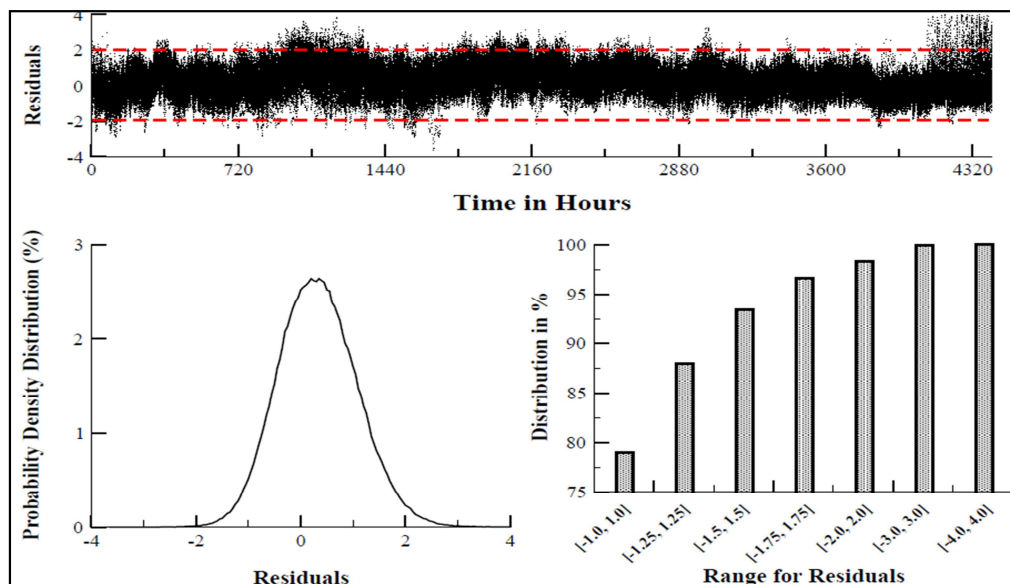 4
2
0
-2
-4
Residuals
0 720 1440 2160 2880 3600 4320
Time in Hours
3
2
1
0
Probability Density Distribution (%)
-4 -2 0 2 4
Residuals
100
95
90
85
80
75
Distribution in %
|-1.0, 1.0|
|-1.25, 1.25|
|-1.5, 1.5|
|-1.75, 1.75|
|-2.0, 2.0|
|-3.0, 3.0|
|-4.0, 4.0|
Range for Residuals